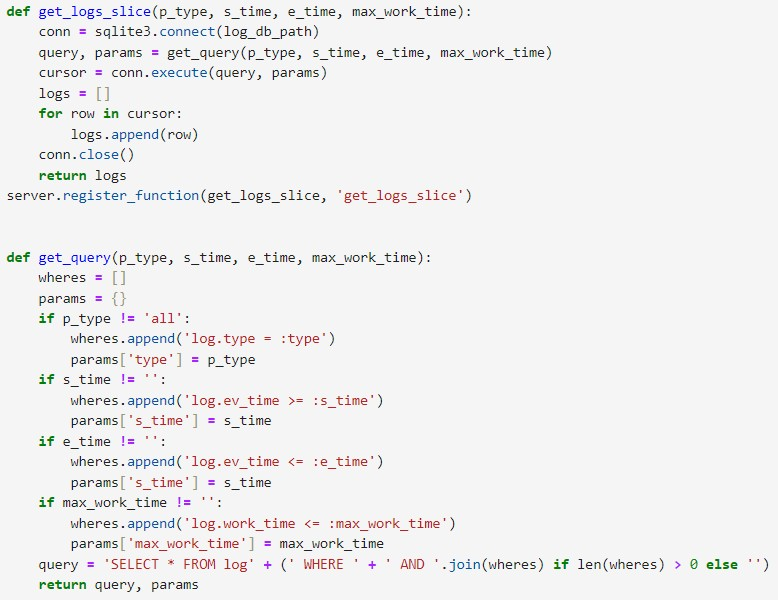 def get_logs_slice(p_type, s_time, e_time, max_work_time):
    conn = sqlite3.connect(log_db_path)
    query, params = get_query(p_type, s_time, e_time, max_work_time)
    cursor = conn.execute(query, params)
    logs = []
    for row in cursor:
        logs.append(row)
    conn.close()
    return logs
server.register_function(get_logs_slice, 'get_logs_slice')
def get_query(p_type, s_time, e_time, max_work_time):
    wheres = []
    params = {}
    if p_type != 'all':
        wheres.append('log.type = :type')
        params['type'] = p_type
    if s_time != '':
        wheres.append('log.ev_time >= :s_time')
        params['s_time'] = s_time
    if e_time != '':
        wheres.append('log.ev_time <= :e_time')
        params['s_time'] = s_time
    if max_work_time != '':
        wheres.append('log.work_time <= :max_work_time')
        params['max_work_time'] = max_work_time
    query = 'SELECT * FROM log' + (' WHERE ' + ' AND '.join(wheres) if len(wheres) > 0 else '')
    return query, params